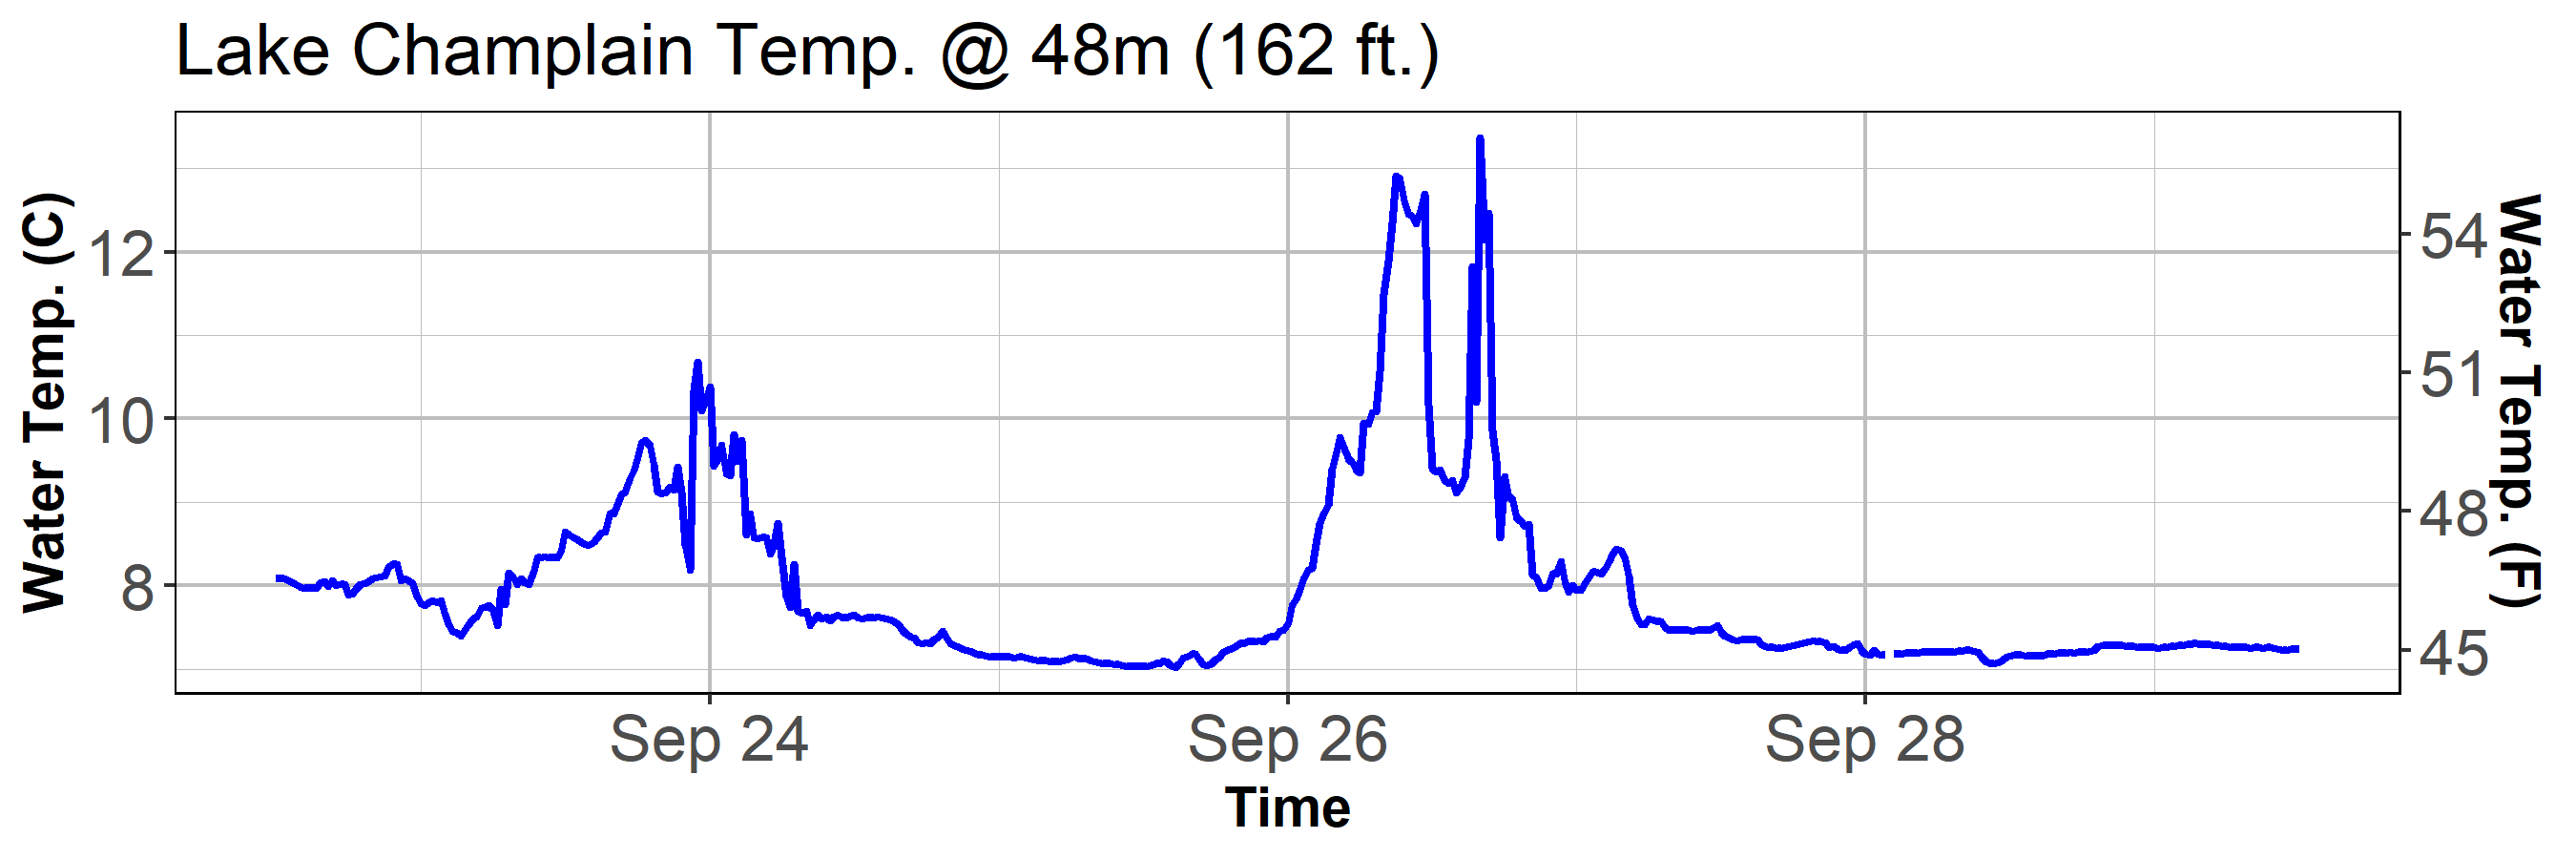 Lake Champlain Temp. @ 48m (162 ft.)
Water Temp. (C)
12
10
8
54
51
48
45
Water Temp. (F)
Sep 24
Sep 26
Sep 28
Time